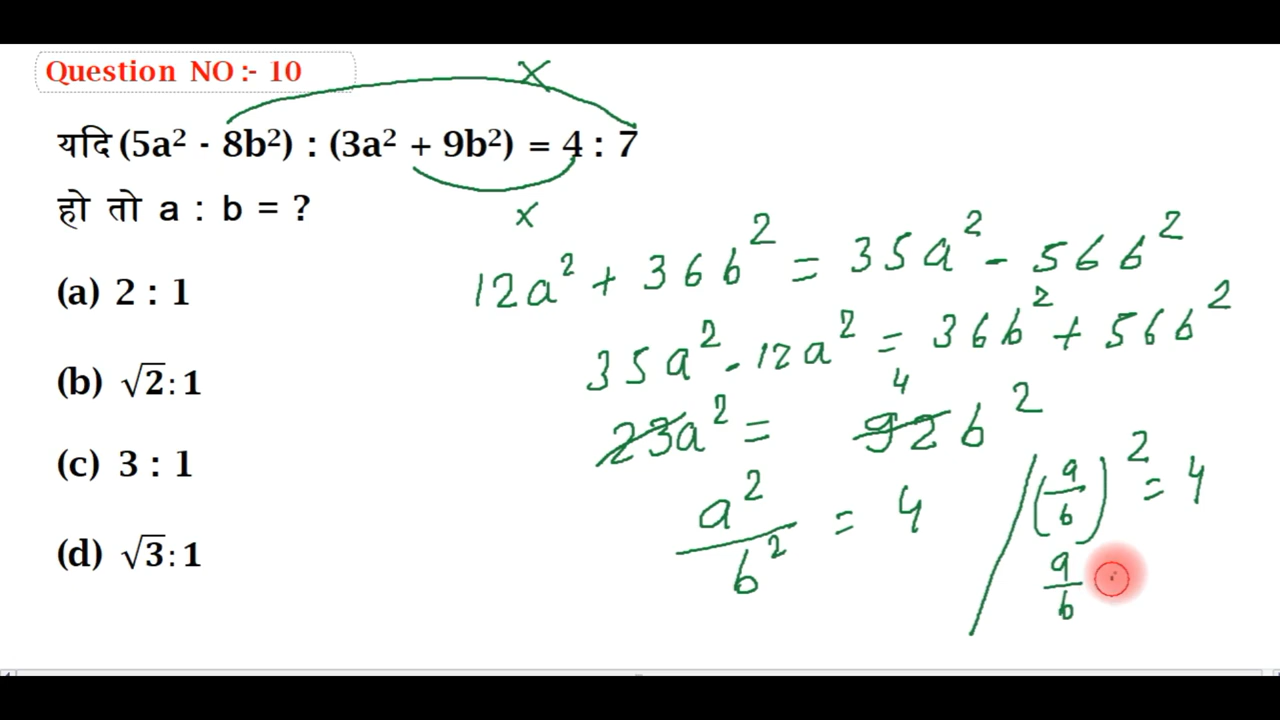 Question NO :- 10
x
यदि (5a² - 8b²) : (3a² + 9b²) = 4 : 7
x
हो तो a : b = ?
(a) 2 : 1
(b) √2 : 1
(c) 3 : 1
(d) √3 : 1
12a² + 36b² = 35a² - 56b²
35a² - 12a² = 36b² + 56b²
4
23a² = 92b²
a²/b² = 4
(a/b)² = 4
a/b